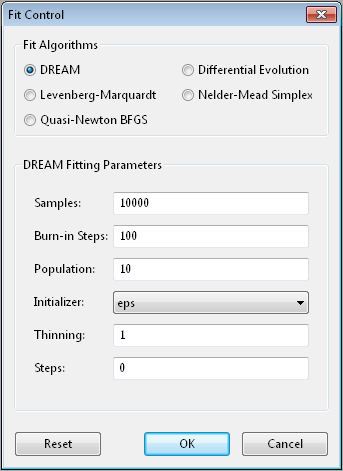 Fit Control
Fit Algorithms
DREAM Differential Evolution
Levenberg-Marquardt Nelder-Mead Simplex
Quasi-Newton BFGS
DREAM Fitting Parameters
Samples: 10000
Burn-in Steps: 100
Population: 10
Initializer: eps
Thinning: 1
Steps: 0
Reset OK Cancel